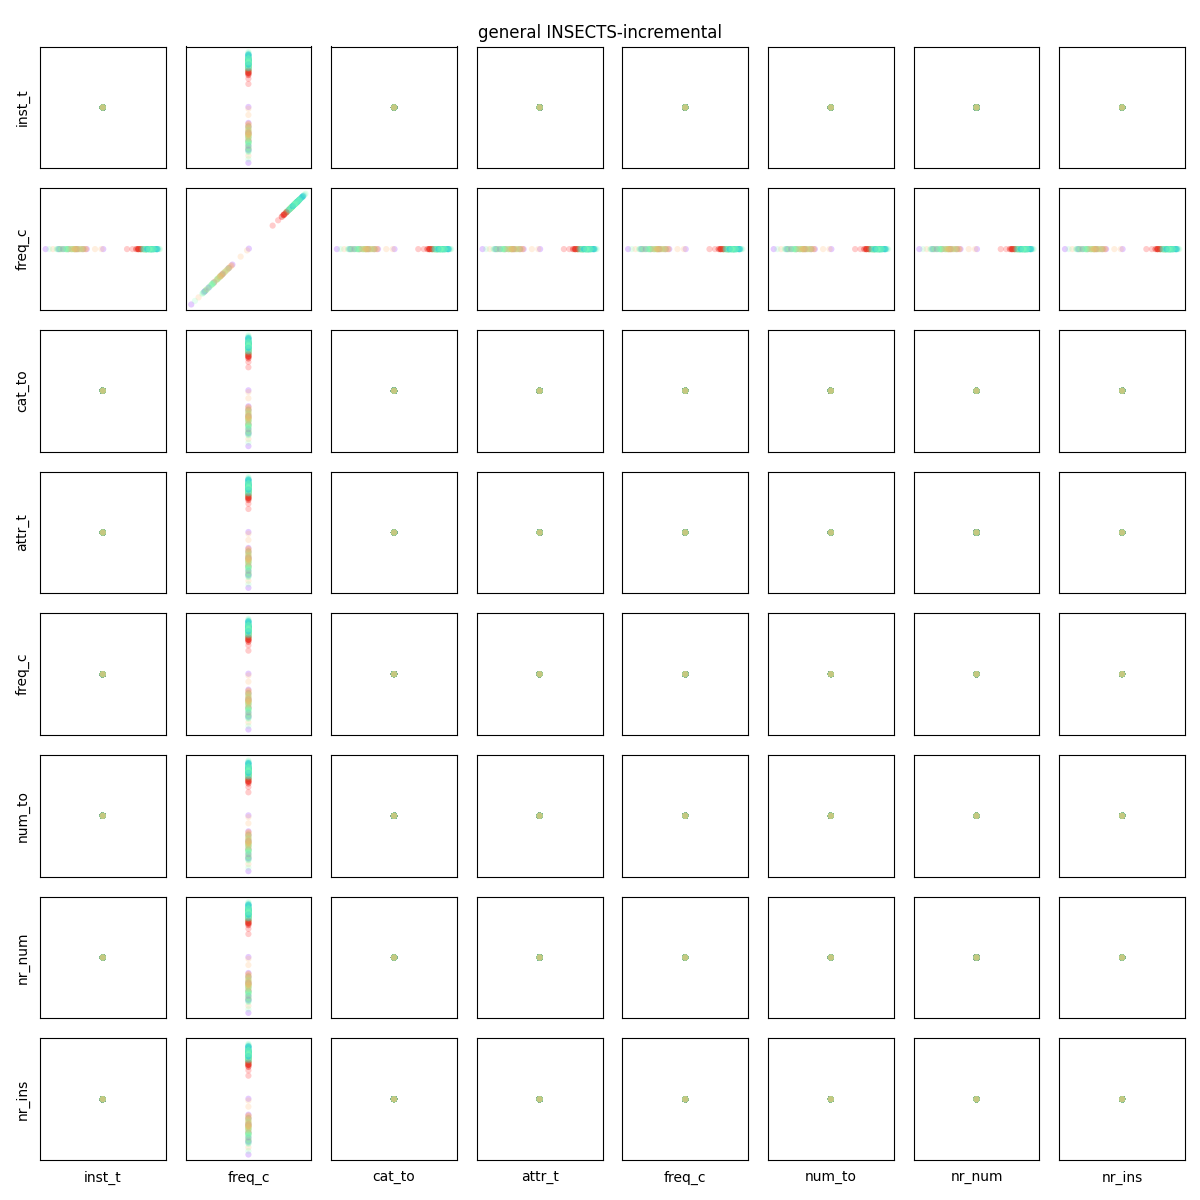 general INSECTS-incremental
inst_t
freq_c
cat_to
attr_t
freq_c
num_to
nr_num
nr_ins
inst_t freq_c cat_to attr_t freq_c num_to nr_num nr_ins